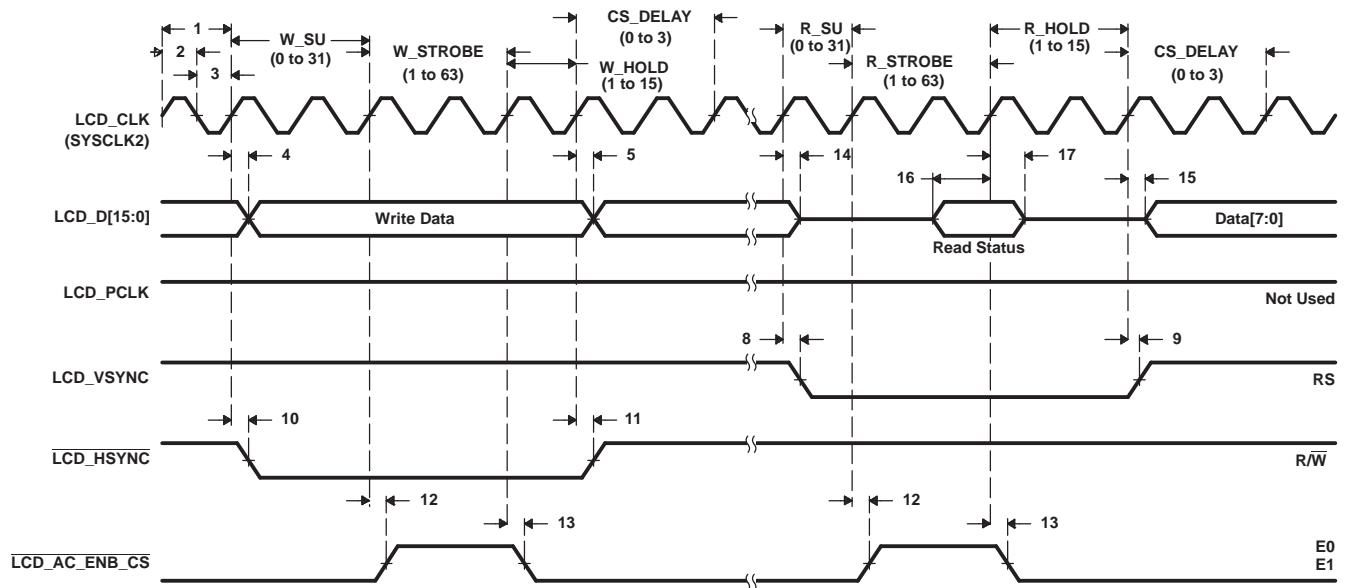 1
2
3
W_SU
(0 to 31)
W_STROBE
(1 to 63)
CS_DELAY
(0 to 3)
W_HOLD
(1 to 15)
R_SU
(0 to 31)
R_STROBE
(1 to 63)
R_HOLD
(1 to 15)
CS_DELAY
(0 to 3)
LCD_CLK
(SYSCLK2)
4
5
14
16
17
15
LCD_D[15:0]
Write Data
Read Status
Data[7:0]
LCD_PCLK
Not Used
8
9
LCD_VSYNC
RS
10
11
LCD_HSYNC
R/W
12
13
12
13
LCD_AC_ENB_CS
E0
E1